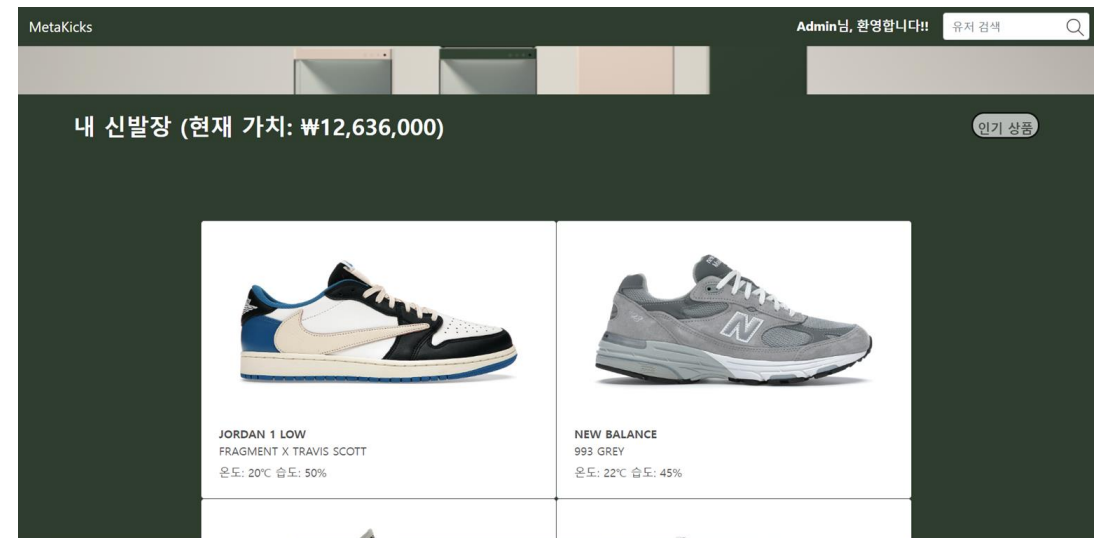 MetaKicks
Admin님, 환영합니다!!
유저 검색
내 신발장 (현재 가치: ₩12,636,000)
인기 상품
N
JORDAN 1 LOW
FRAGMENT X TRAVIS SCOTT
온도: 20℃ 습도: 50%
NEW BALANCE
993 GREY
온도: 22℃ 습도: 45%